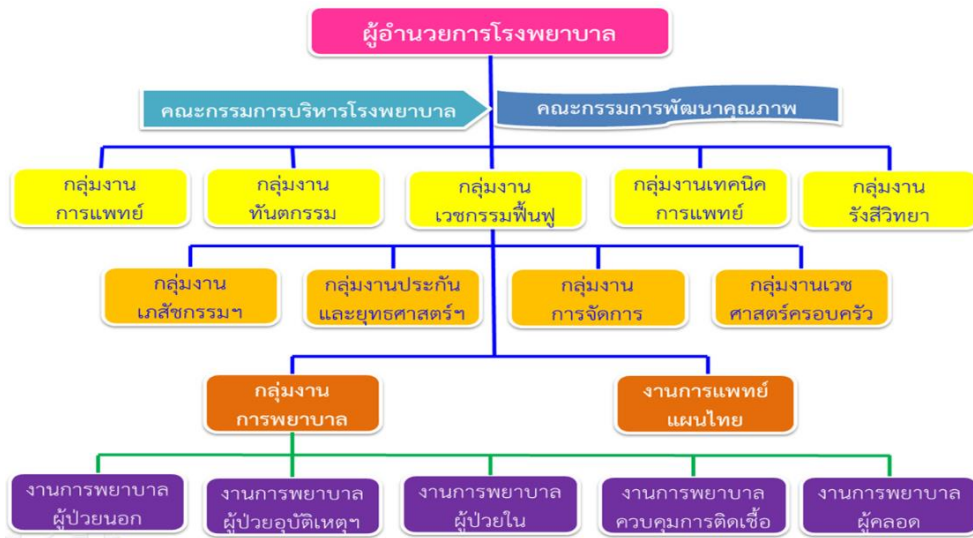 ผู้อำนวยการโรงพยาบาล
คณะกรรมการบริหารโรงพยาบาล
คณะกรรมการพัฒนาคุณภาพ
กลุ่มงาน
การแพทย์
กลุ่มงาน
ทันตกรรม
กลุ่มงาน
เวชกรรมฟื้นฟู
กลุ่มงานเทคนิค
การแพทย์
กลุ่มงาน
รังสีวิทยา
กลุ่มงาน
เภสัชกรรมฯ
กลุ่มงานประกัน
และยุทธศาสตร์ฯ
กลุ่มงาน
การจัดการ
กลุ่มงานเวช
ศาสตร์ครอบครัว
กลุ่มงาน
การพยาบาล
งานการแพทย์
แผนไทย
งานการพยาบาล
ผู้ป่วยนอก
งานการพยาบาล
ผู้ป่วยอุบัติเหตุฯ
งานการพยาบาล
ผู้ป่วยใน
งานการพยาบาล
ควบคุมการติดเชื้อ
งานการพยาบาล
ผู้คลอด